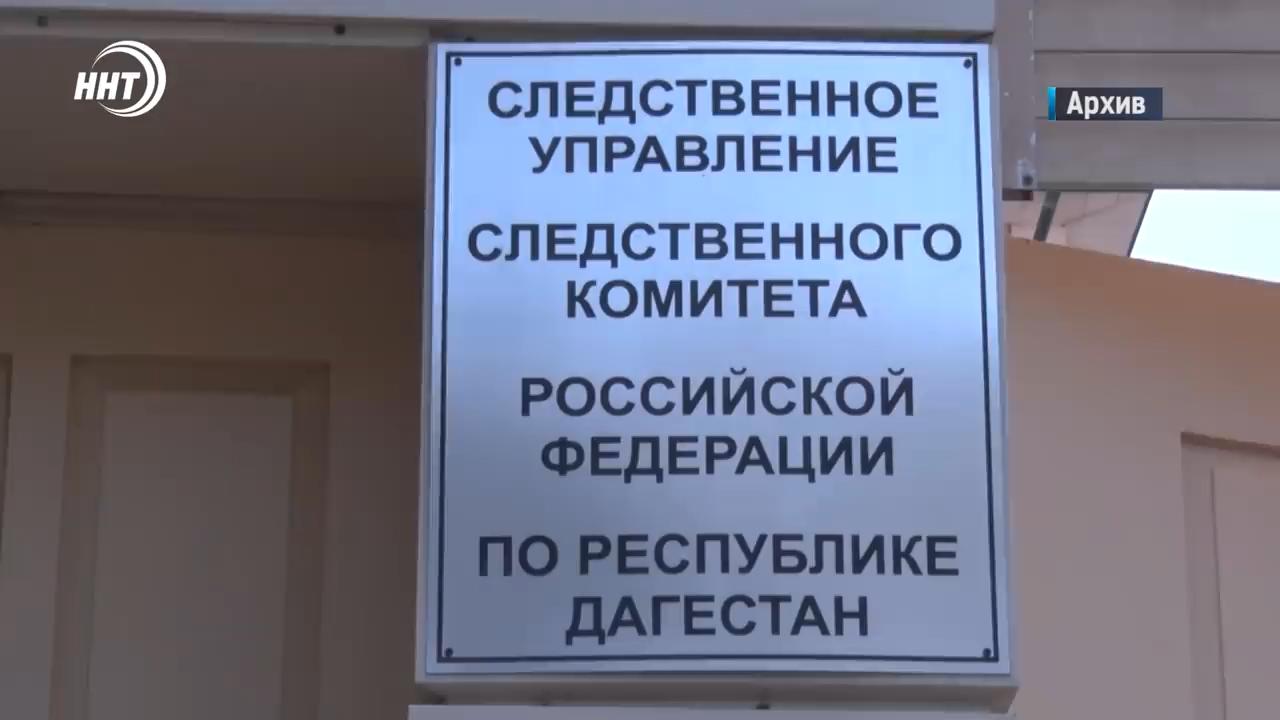 ННТ
Архив
СЛЕДСТВЕННОЕ
УПРАВЛЕНИЕ
СЛЕДСТВЕННОГО
КОМИТЕТА
РОССИЙСКОЙ
ФЕДЕРАЦИИ
ПО РЕСПУБЛИКЕ
ДАГЕСТАН